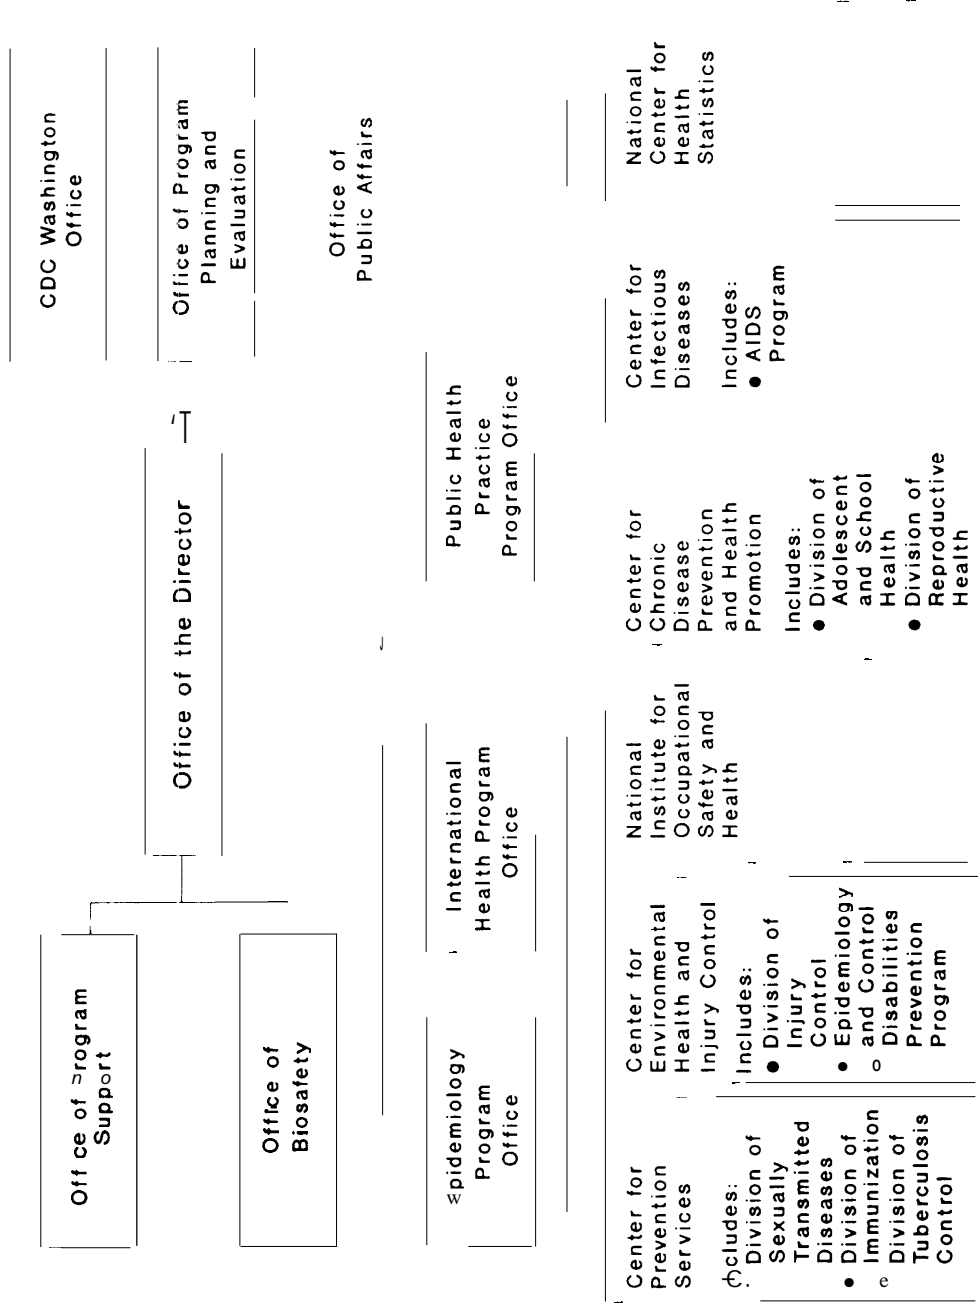 Office of Program
Support
Office of
Biosafety
Office of the Director
CDC Washington
Office
Office of Program
Planning and
Evaluation
Office of
Public Affairs
Epidemiology
Program
Office
International
Health Program
Office
Public Health
Practice
Program Office
Center for
Prevention
Services
Includes:
Division of
Sexually
Transmitted
Diseases
● Division of
Immunization
Division of
Tuberculosis
Control
Center for
Environmental
Health and
Injury Control
Includes:
● Division of
Injury
Control
● Epidemiology
and Control
Disabilities
Prevention
Program
National
Institute for
Occupational
Safety and
Health
Center for
Chronic
Disease
Prevention
and Health
Promotion
Includes:
● Division of
Adolescent
and School
Health
● Division of
Reproductive
Health
Center for
Infectious
Diseases
Includes:
● AIDS
Program
National
Center for
Health
Statistics